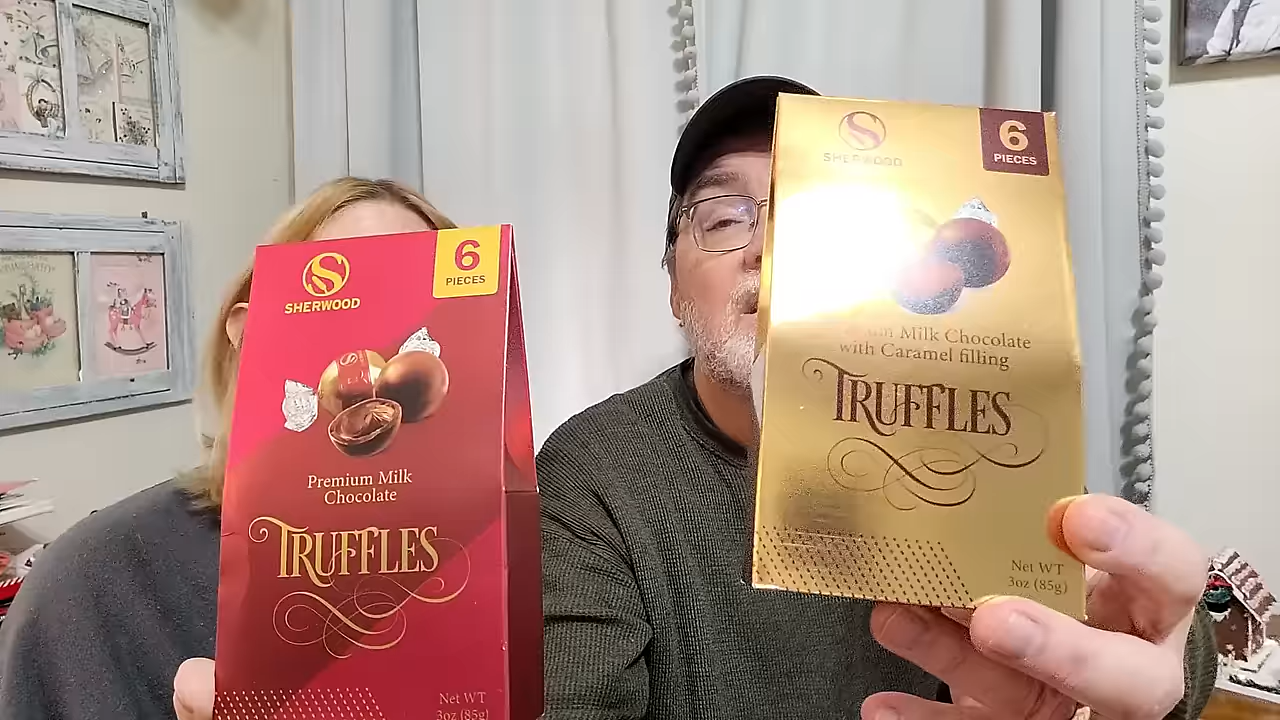 SHERWOOD
6
PIECES
Premium Milk
Chocolate
TRUFFLES
Net WT
3oz (85g)
SHERWOOD
6
PIECES
Milk Chocolate
with Caramel filling
TRUFFLES
Net WT
3oz (85g)